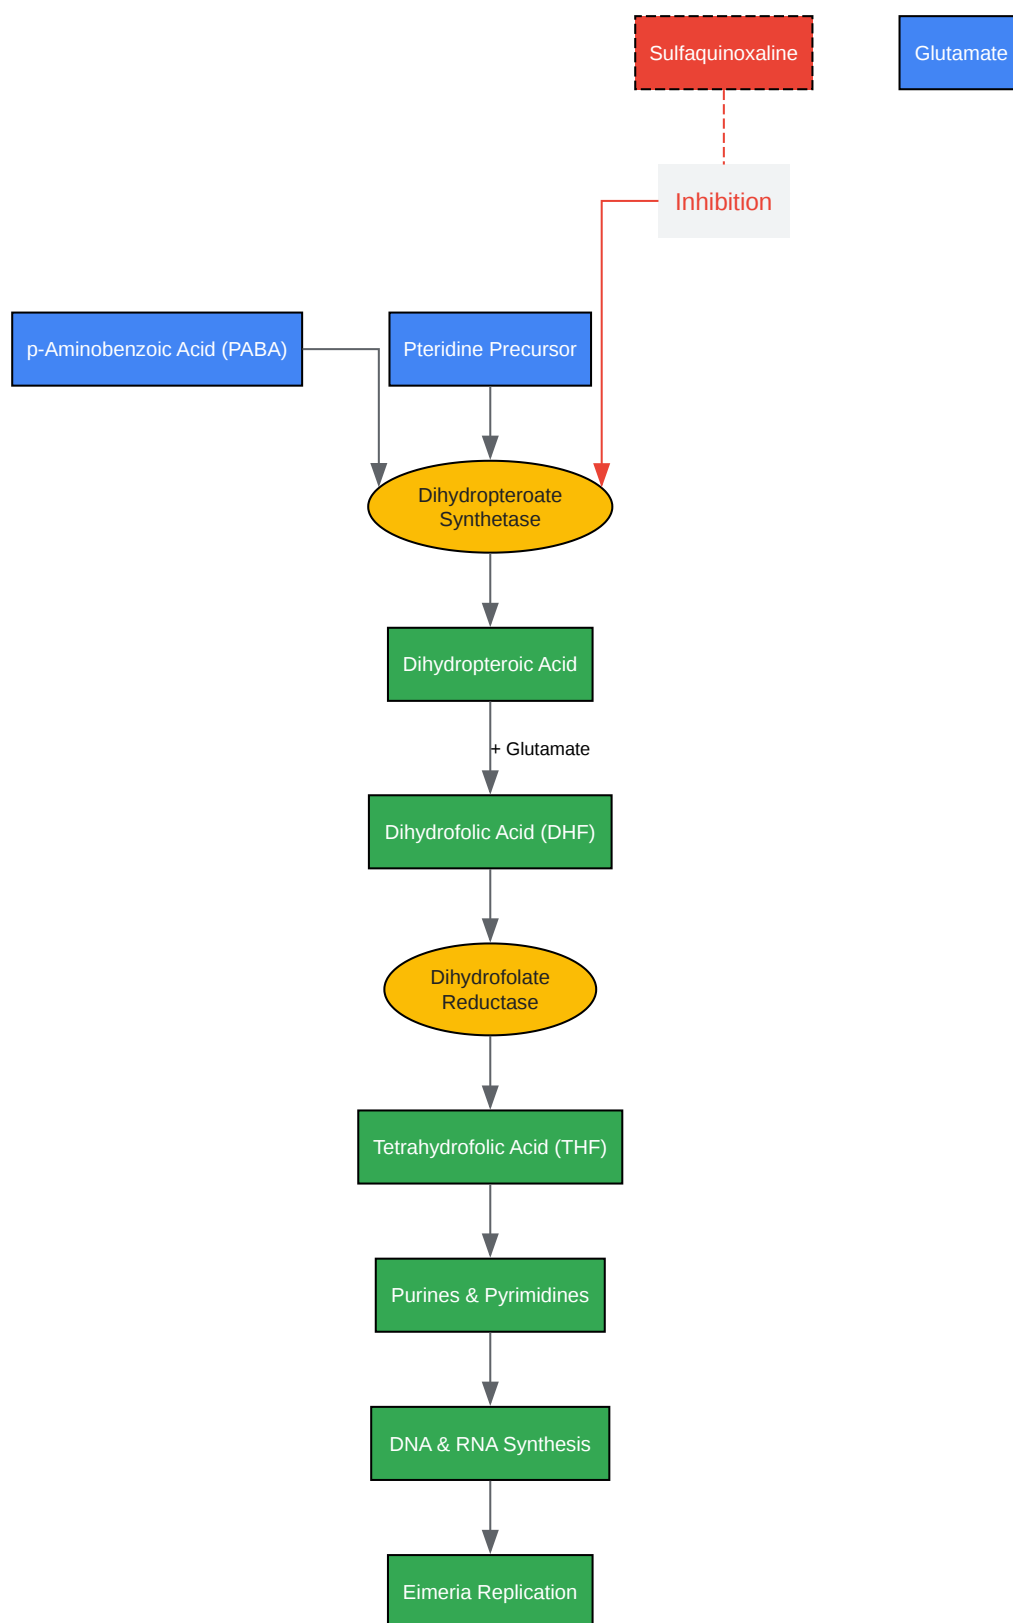 Sulfaquinoxaline
Glutamate
Inhibition
p-Aminobenzoic Acid (PABA)
Pteridine Precursor
Dihydropteroate
Synthetase
Dihydropteroic Acid
+ Glutamate
Dihydrofolic Acid (DHF)
Dihydrofolate
Reductase
Tetrahydrofolic Acid (THF)
Purines & Pyrimidines
DNA & RNA Synthesis
Eimeria Replication